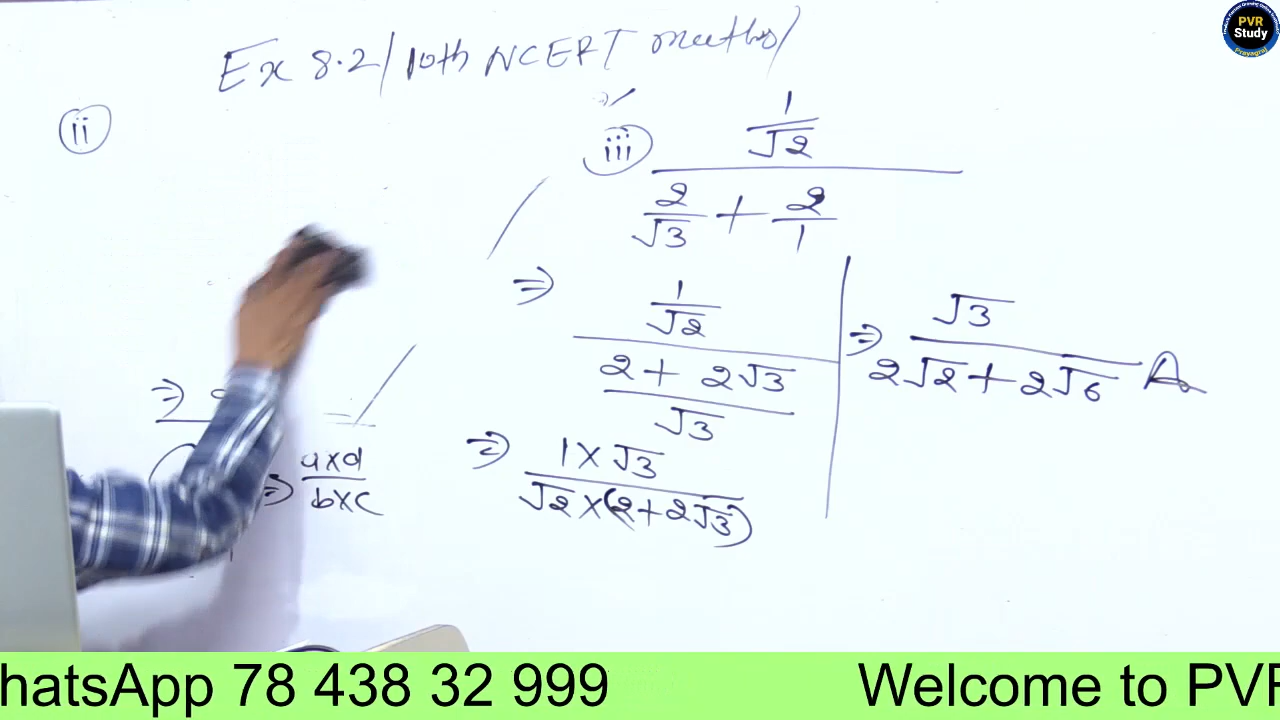 PVR
Study
Prayagraj
Ex 8.2 / 10th NCERT
ii
iii 1/√2
2/√3 + 2/1
⇒ 1/√2
2 + 2√3
√3
⇒ 1 × √3
√2 × (2 + 2√3)
⇒ √3
2√2 + 2√6 A
⇒ a×d
b×c
hatsApp 78 438 32 999 Welcome to PVR